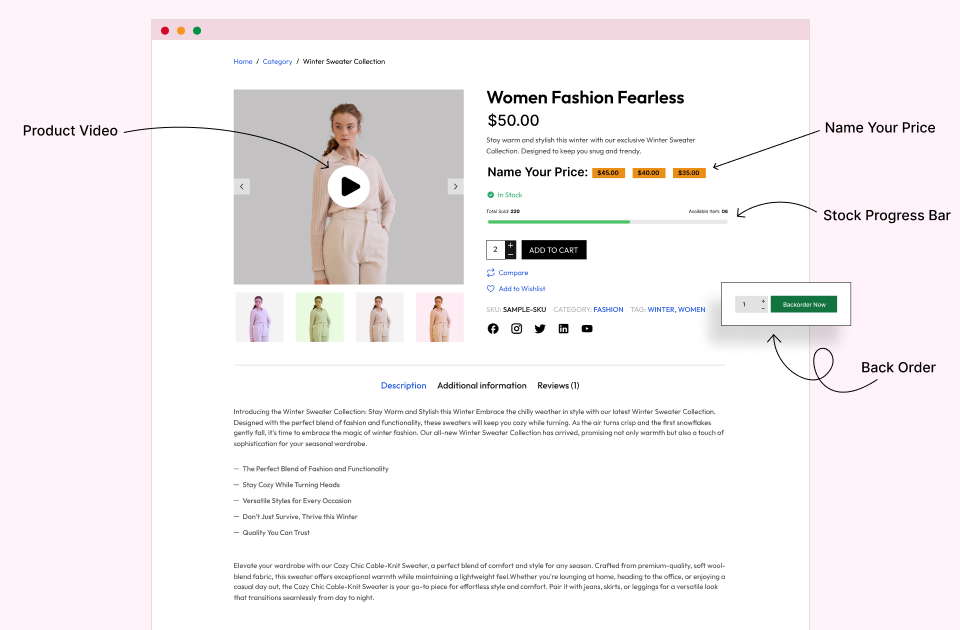 Home / Category / Winter Sweater Collection
Women Fashion Fearless
$50.00
Stay warm and stylish this winter with our exclusive Winter Sweater
Collection. Designed to keep you snug and trendy.
Product Video
Name Your Price
Name Your Price: $45.00 $40.00 $35.00
In Stock
Total Sold: 220 Available Item: 06
Stock Progress Bar
2 + − ADD TO CART
Compare
Add to Wishlist
1 + - Backorder Now
SKU: SAMPLE-SKU CATEGORY: FASHION TAG: WINTER, WOMEN
Back Order
Description Additional information Reviews (1)
Introducing the Winter Sweater Collection: Stay Warm and Stylish this Winter Embrace the chilly weather in style with our latest Winter Sweater Collection.
Designed with the perfect blend of fashion and functionality, these sweaters will keep you cozy while turning. As the air turns crisp and the first snowflakes
gently fall, it's time to embrace the magic of winter fashion. Our all-new Winter Sweater Collection has arrived, promising not only warmth but also a touch of
sophistication for your seasonal wardrobe.
— The Perfect Blend of Fashion and Functionality
— Stay Cozy While Turning Heads
— Versatile Styles for Every Occasion
— Don't Just Survive, Thrive this Winter
— Quality You Can Trust
Elevate your wardrobe with our Cozy Chic Cable-Knit Sweater, a perfect blend of comfort and style for any season. Crafted from premium-quality, soft wool-
blend fabric, this sweater offers exceptional warmth while maintaining a lightweight feel.Whether you're lounging at home, heading to the office, or enjoying a
casual day out, the Cozy Chic Cable-Knit Sweater is your go-to piece for effortless style and comfort. Pair it with jeans, skirts, or leggings for a versatile look
that transitions seamlessly from day to night.